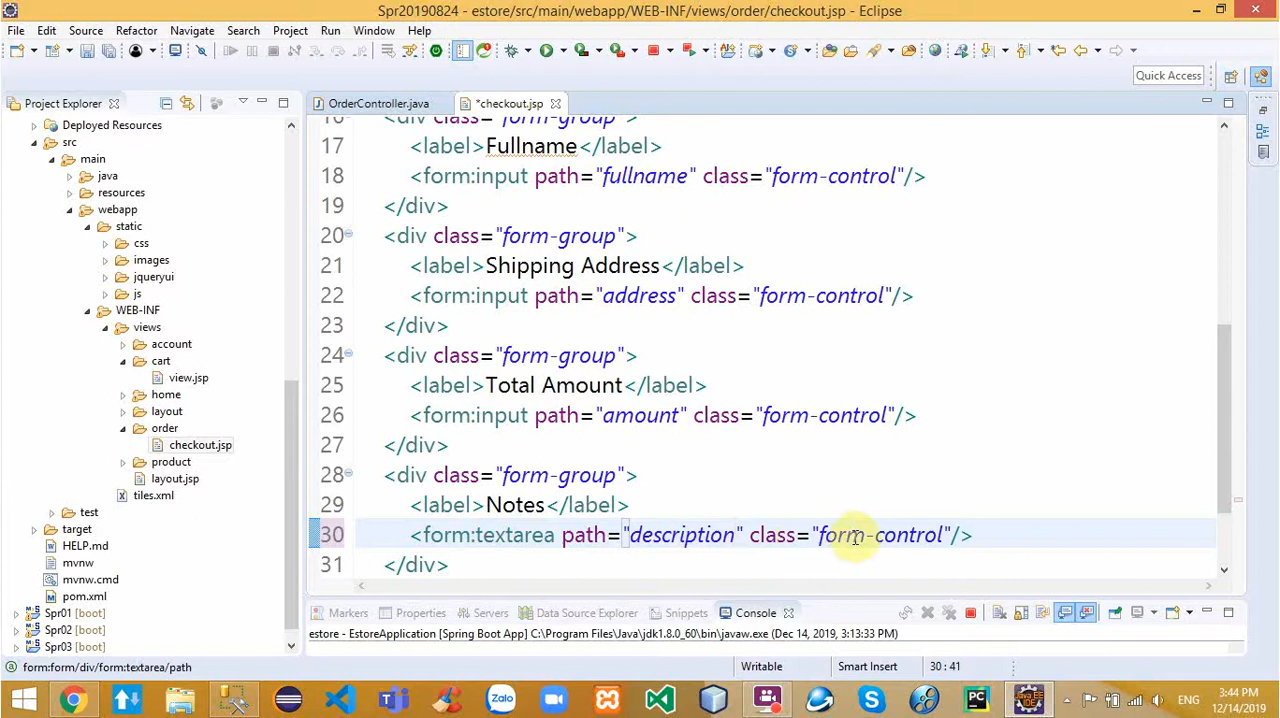 Spr20190824 - estore/src/main/webapp/WEB-INF/views/order/checkout.jsp - Eclipse
File Edit Source Refactor Navigate Search Project Run Window Help
Quick Access
Project Explorer
OrderController.java
*checkout.jsp
Deployed Resources
src
main
java
resources
webapp
static
css
images
jqueryui
js
WEB-INF
views
account
cart
view.jsp
home
layout
order
checkout.jsp
product
layout.jsp
tiles.xml
test
target
HELP.md
mvnw
mvnw.cmd
pom.xml
Spr01 [boot]
Spr02 [boot]
Spr03 [boot]
16 <div class="form-group">
17 <label>Fullname</label>
18 <form:input path="fullname" class="form-control"/>
19 </div>
20 <div class="form-group">
21 <label>Shipping Address</label>
22 <form:input path="address" class="form-control"/>
23 </div>
24 <div class="form-group">
25 <label>Total Amount</label>
26 <form:input path="amount" class="form-control"/>
27 </div>
28 <div class="form-group">
29 <label>Notes</label>
30 <form:textarea path="description" class="form-control"/>
31 </div>
Markers Properties Servers Data Source Explorer Snippets Console
estore - EstoreApplication [Spring Boot App] C:\Program Files\Java\jdk1.8.0_60\bin\javaw.exe (Dec 14, 2019, 3:13:33 PM)
form:form/div/form:textarea/path
Writable
Smart Insert
30 : 41
Zalo
PC
ENG
3:44 PM
12/14/2019